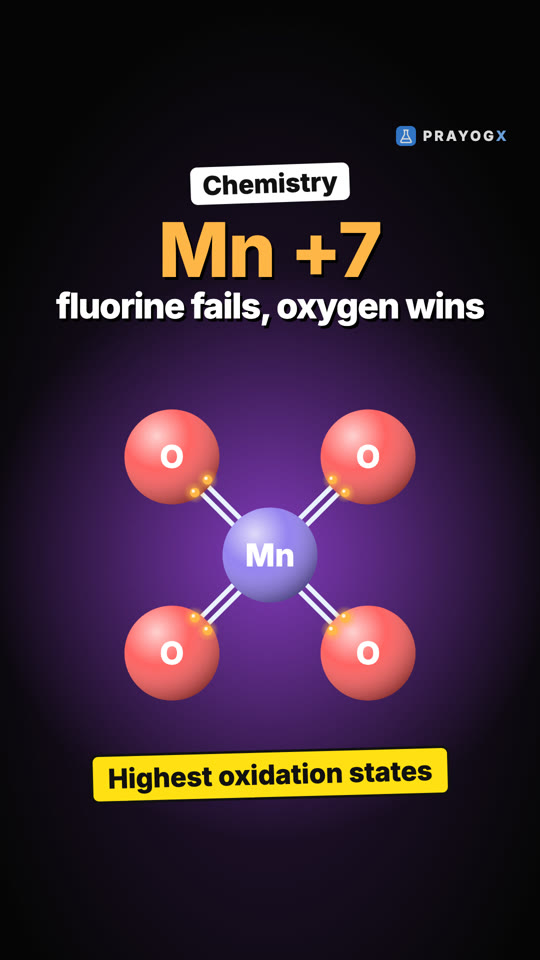 PRAYOGX
Chemistry
Mn +7
fluorine fails, oxygen wins
O O
Mn
O O
Highest oxidation states